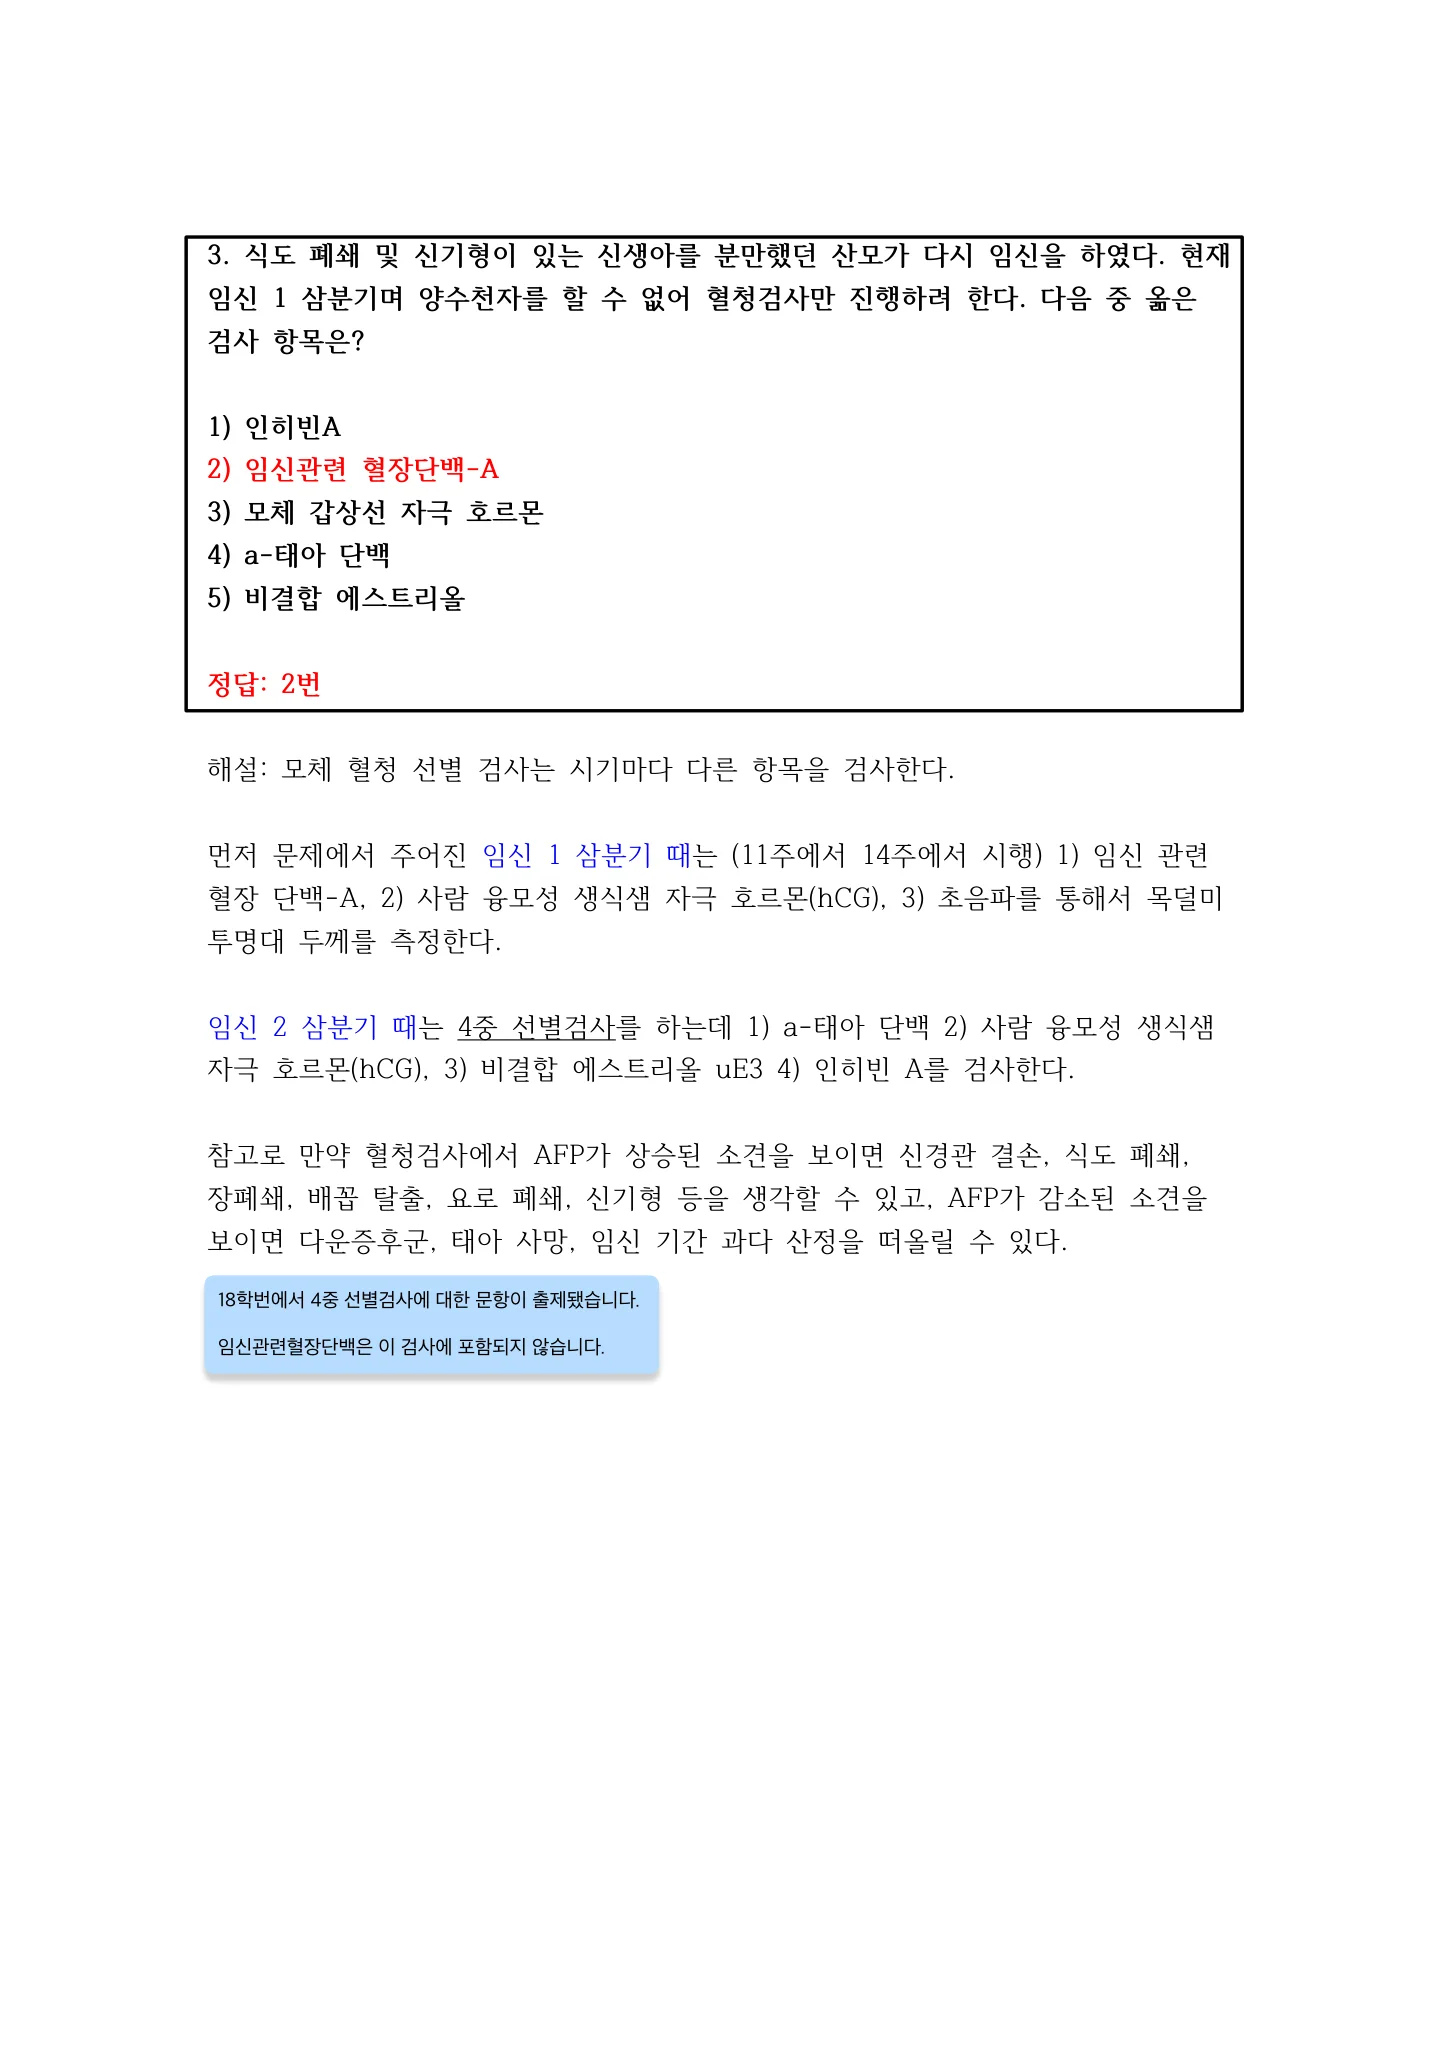 3. 식도 폐쇄 및 신기형이 있는 신생아를 분만했던 산모가 다시 임신을 하였다. 현재
임신 1 삼분기며 양수천자를 할 수 없어 혈청검사만 진행하려 한다. 다음 중 옳은
검사 항목은?
1) 인히빈A
2) 임신관련 혈장단백-A
3) 모체 갑상선 자극 호르몬
4) a-태아 단백
5) 비결합 에스트리올
정답: 2번
해설: 모체 혈청 선별 검사는 시기마다 다른 항목을 검사한다.
먼저 문제에서 주어진 임신 1 삼분기 때는 (11주에서 14주에서 시행) 1) 임신 관련
혈장 단백-A, 2) 사람 융모성 생식샘 자극 호르몬(hCG), 3) 초음파를 통해서 목덜미
투명대 두께를 측정한다.
임신 2 삼분기 때는 4중 선별검사를 하는데 1) a-태아 단백 2) 사람 융모성 생식샘
자극 호르몬(hCG), 3) 비결합 에스트리올 uE3 4) 인히빈 A를 검사한다.
참고로 만약 혈청검사에서 AFP가 상승된 소견을 보이면 신경관 결손, 식도 폐쇄,
장폐쇄, 배꼽 탈출, 요로 폐쇄, 신기형 등을 생각할 수 있고, AFP가 감소된 소견을
보이면 다운증후군, 태아 사망, 임신 기간 과다 산정을 떠올릴 수 있다.
18학번에서 4중 선별검사에 대한 문항이 출제됐습니다.
임신관련혈장단백은 이 검사에 포함되지 않습니다.